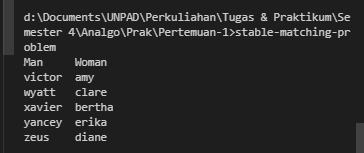 d:\Documents\UNPAD\Perkuliahan\Tugas & Praktikum\Se
mester 4\Analgo\Prak\Pertemuan-1>stable-matching-pr
oblem
Man     Woman
victor  amy
wyatt   clare
xavier  bertha
yancey  erika
zeus    diane